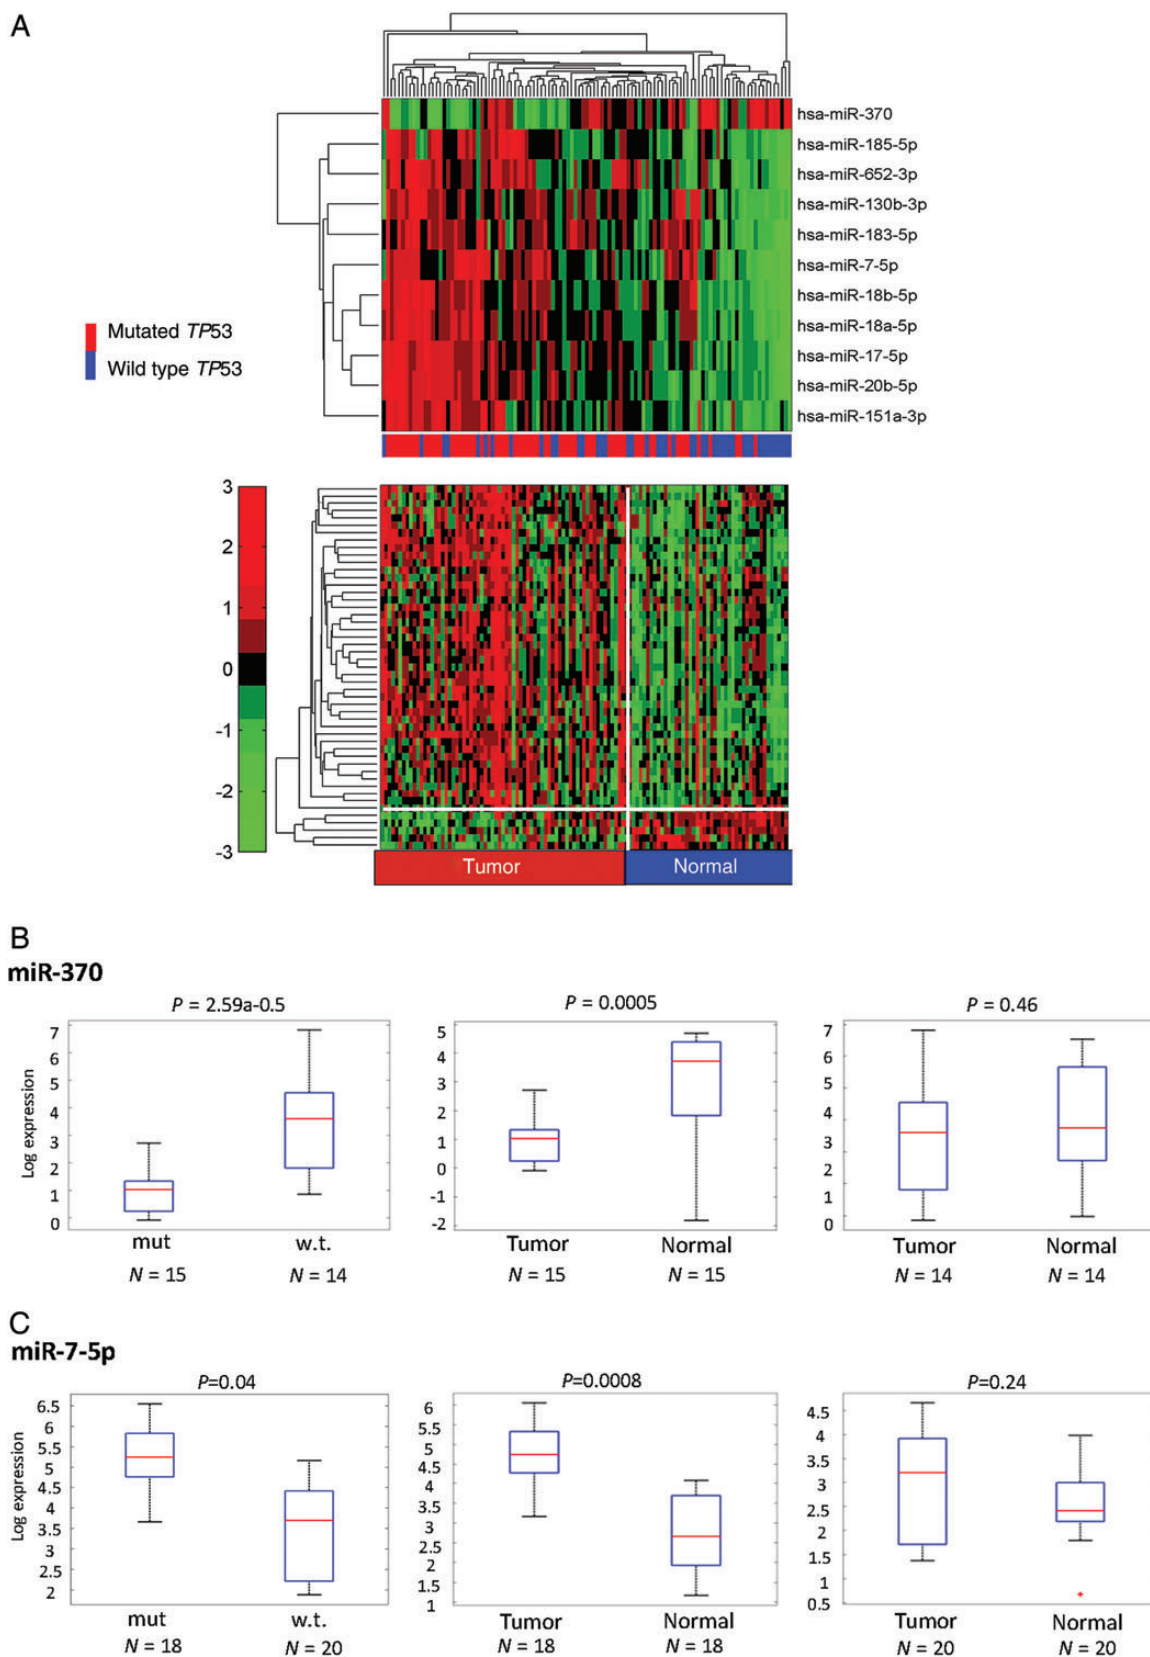 A
hsa-miR-370
hsa-miR-185-5p
hsa-miR-652-3p
hsa-miR-130b-3p
hsa-miR-183-5p
hsa-miR-7-5p
hsa-miR-18b-5p
hsa-miR-18a-5p
hsa-miR-17-5p
hsa-miR-20b-5p
hsa-miR-151a-3p
Mutated TP53
Wild type TP53
3
2
1
0
-1
-2
-3
Tumor Normal
B
miR-370
P = 2.59a-0.5
Log expression
7
6
5
4
3
2
1
0
mut w.t.
N = 15 N = 14
P = 0.0005
5
4
3
2
1
0
-1
-2
Tumor Normal
N = 15 N = 15
P = 0.46
7
6
5
4
3
2
1
0
Tumor Normal
N = 14 N = 14
C
miR-7-5p
P=0.04
Log expression
6.5
6
5.5
5
4.5
4
3.5
3
2.5
2
mut w.t.
N = 18 N = 20
P=0.0008
6
5.5
5
4.5
4
3.5
3
2.5
2
1.5
1
Tumor Normal
N = 18 N = 18
P=0.24
4.5
4
3.5
3
2.5
2
1.5
1
0.5
Tumor Normal
N = 20 N = 20